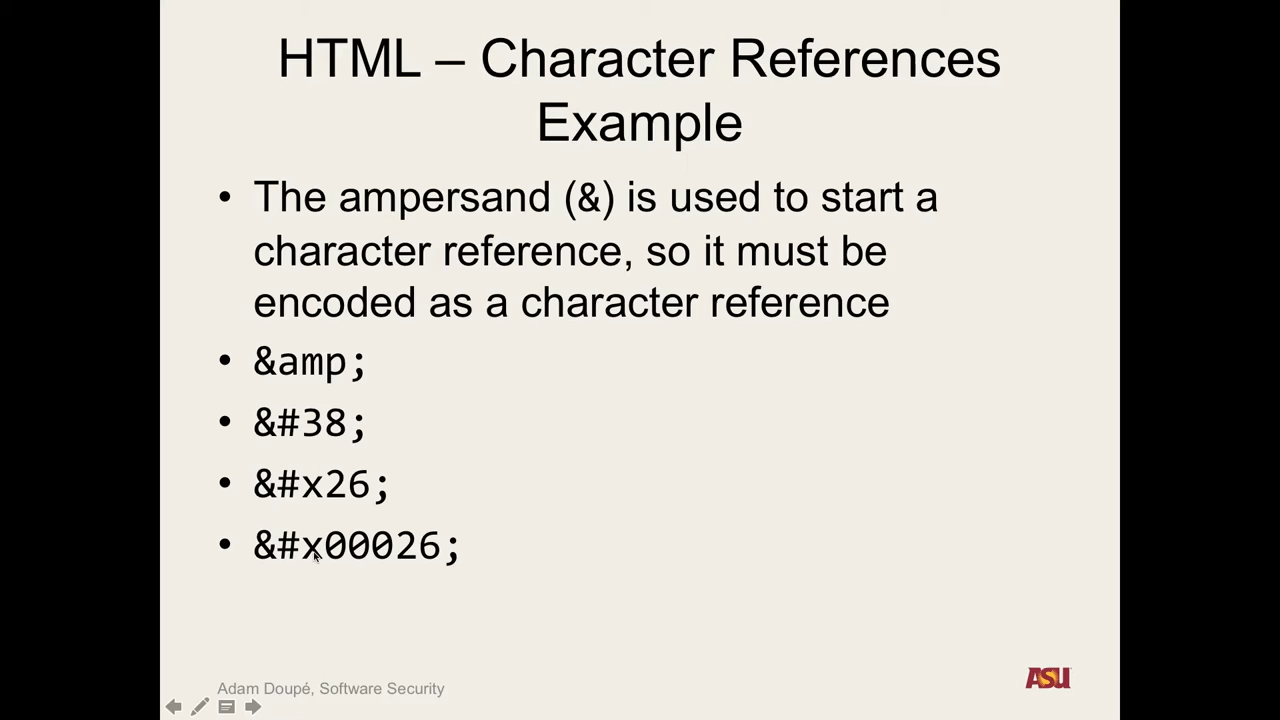 HTML – Character References
Example
• The ampersand (&) is used to start a
character reference, so it must be
encoded as a character reference
• &amp;
• &#38;
• &#x26;
• &#x00026;
Adam Doupé, Software Security
ASU